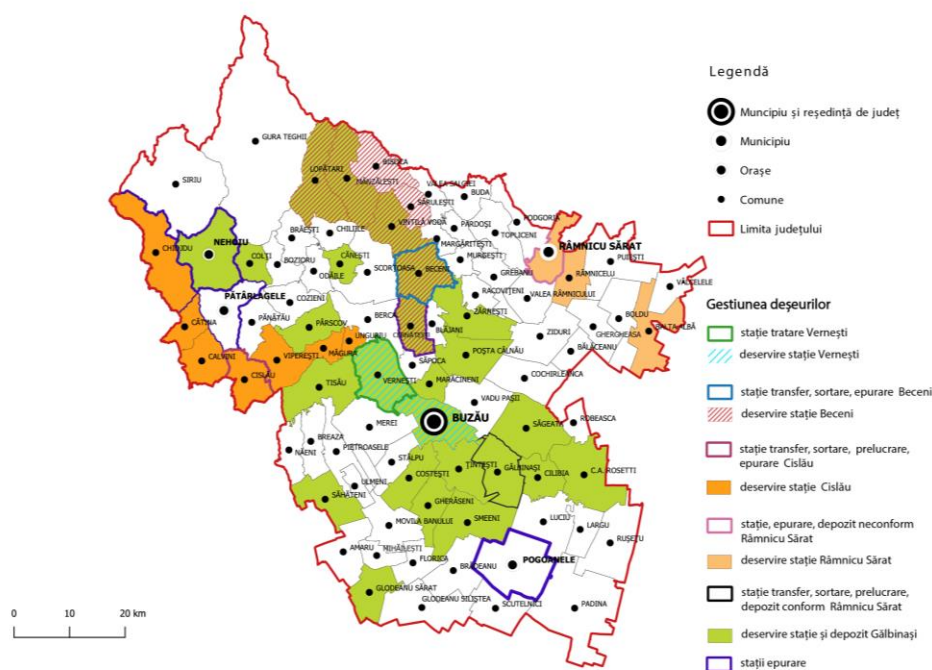 Legendă
Muncipiu și reședință de județ
Municipiu
Orașe
Comune
Limita județului
Gestiunea deșeurilor
stație tratare Vernești
deservire stație Vernești
stație transfer, sortare, epurare Beceni
deservire stație Beceni
stație transfer, sortare, prelucrare,
epurare Cislău
deservire stație Cislău
stație, epurare, depozit neconform
Râmnicu Sărat
deservire stație Râmnicu Sărat
stație transfer, sortare, prelucrare,
depozit conform Râmnicu Sărat
deservire stație și depozit Gălbinași
stații epurare
GURA TEGHII
SIRIU
BISOCA
LOPĂTARI
MÂNZĂLEȘTI
VALEA SALCIEI
BUDA
SĂRULEȘTI
VINTILĂ VODĂ
PARDOȘI
PODGORIA
TOPLICENI
CHIOJDU
NEHOIU
BRĂEȘTI
CHILIILE
MĂRGĂRITEȘTI
RÂMNICU SĂRAT
PUIEȘTI
COLȚI
BOZIORU
CĂNEȘTI
ODĂILE
SCORȚOASA
BECENI
MURGEȘTI
GREBANU
RÂMNICELU
VÂLCELELE
PĂTÂRLAGELE
COZIENI
RACOVIȚENI
VALEA RÂMNICULUI
BOLDU
CĂTINA
PĂNĂTĂU
PÂRSCOV
BERCA
BLĂJANI
ZĂRNEȘTI
GHERGHEASA
BALTA ALBĂ
UNGURIU
ZIDURI
CALVINI
VIPEREȘTI
MĂGURA
SĂPOCA
POȘTA CÂLNĂU
BĂLĂCEANU
CISLĂU
TISĂU
VERNEȘTI
MĂRĂCINENI
COCHIRLEANCA
VADU PAȘII
MEREI
BUZĂU
SĂGEATA
ROBEASCA
NĂENI
BREAZA
PIETROASELE
STÂLPU
ȚINTEȘTI
GĂLBINAȘI
COSTEȘTI
CILIBIA
C.A. ROSETTI
ULMENI
SĂHĂTENI
GHERĂSENI
MOVILA BANULUI
SMEENI
LUCIU
LARGU
RUȘEȚU
AMARU
MIHĂILEȘTI
FLORICA
BRĂDEANU
POGOANELE
GLODEANU SĂRAT
GLODEANU SILIȘTEA
SCUTELNICI
PADINA
0 10 20 km